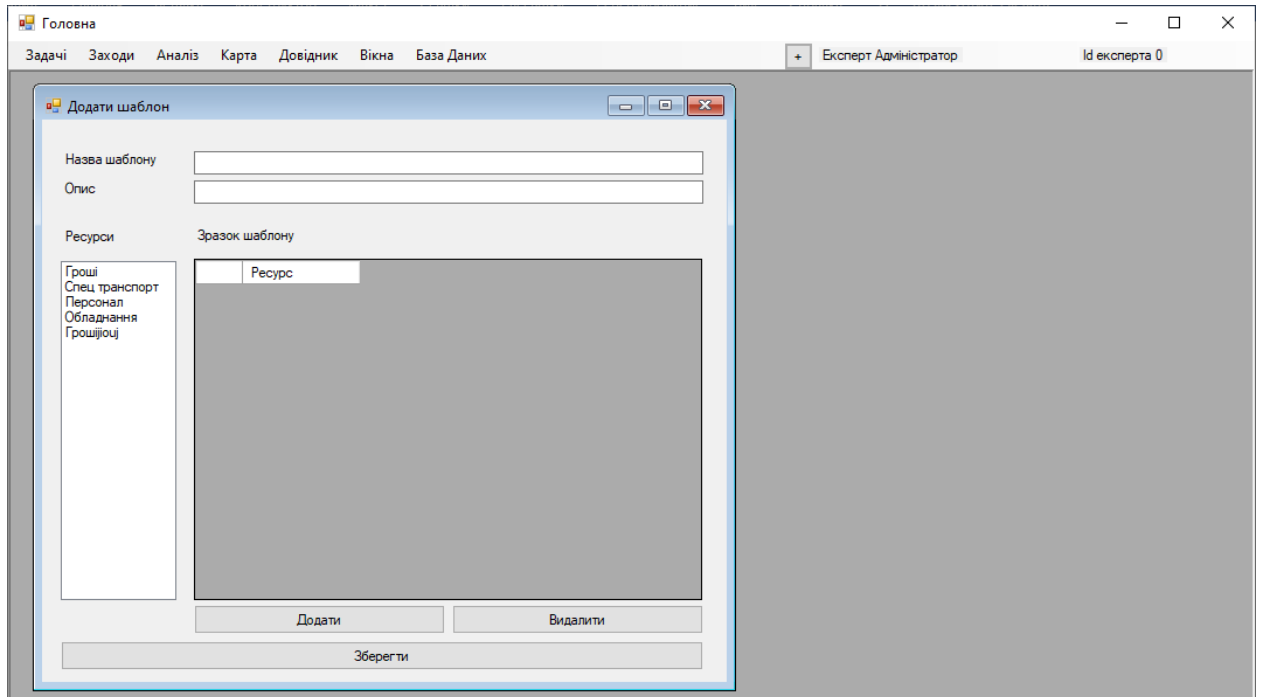 Головна
Задачі Заходи Аналіз Карта Довідник Вікна База Даних + Експерт Адміністратор Id експерта 0
Додати шаблон
Назва шаблону
Опис
Ресурси Зразок шаблону
Гроші
Спец транспорт
Персонал
Обладнання
Грошійоцj
Ресурс
Додати Видалити
Зберегти